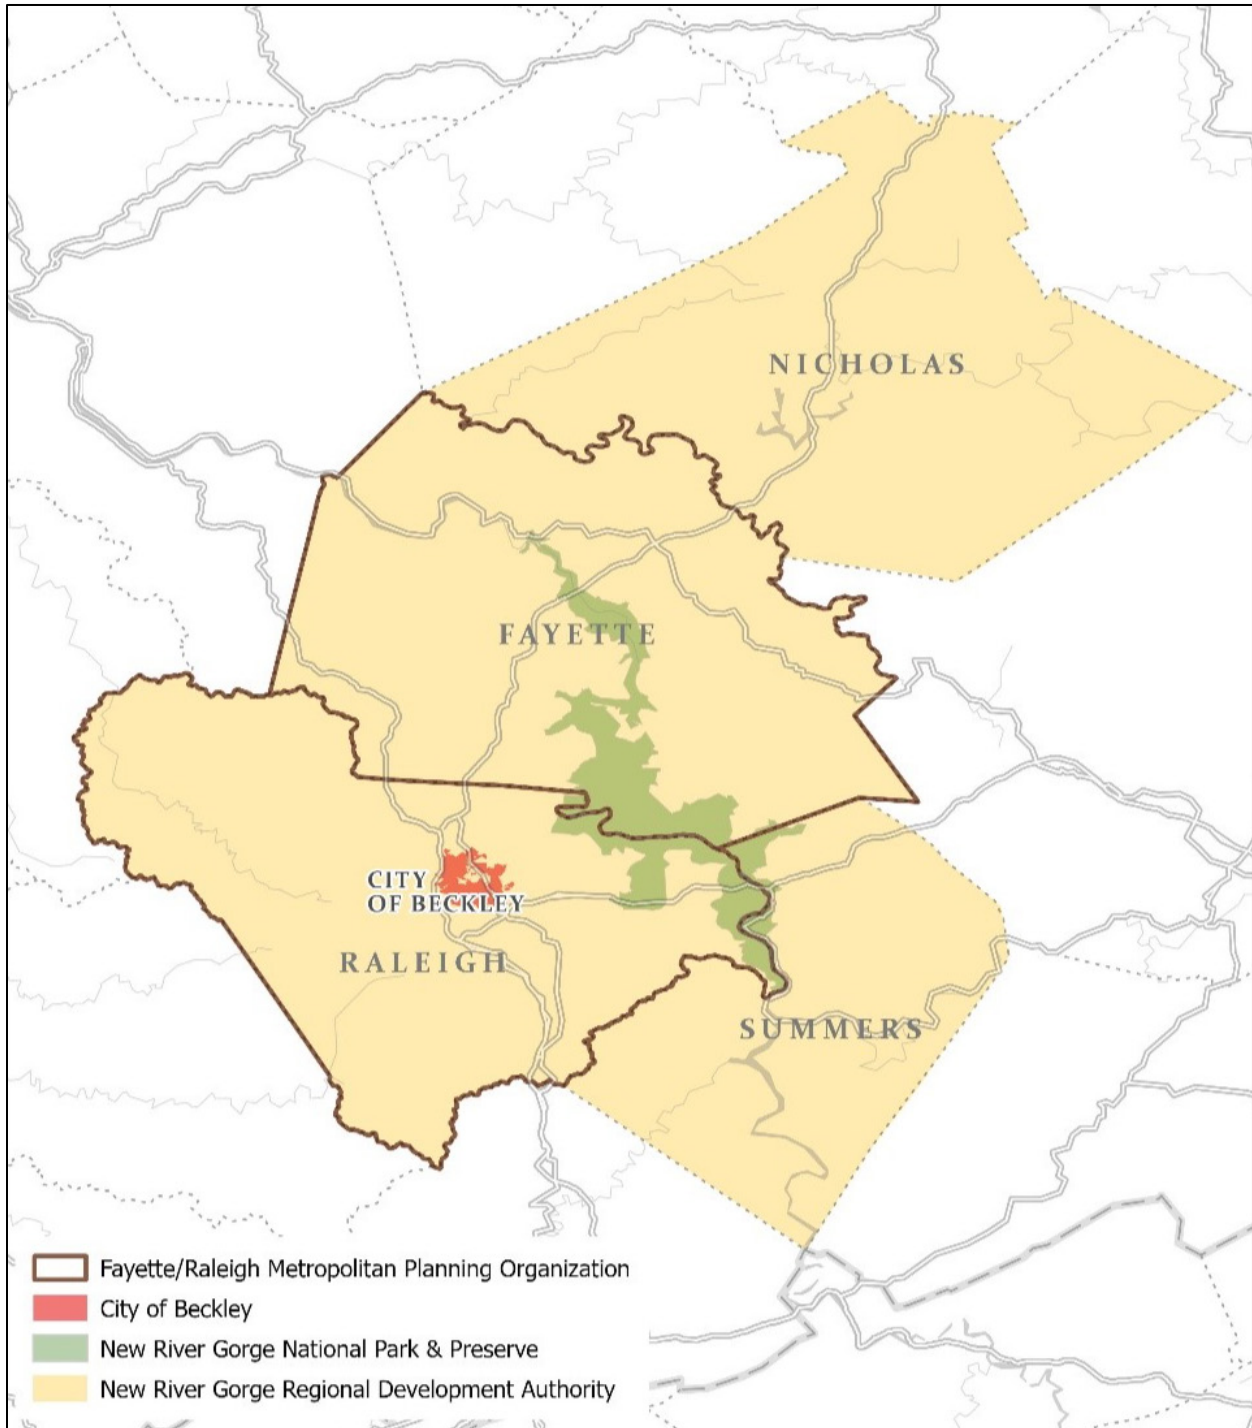 NICHOLAS
FAYETTE
CITY
OF BECKLEY
RALEIGH
SUMMERS
Fayette/Raleigh Metropolitan Planning Organization
City of Beckley
New River Gorge National Park & Preserve
New River Gorge Regional Development Authority